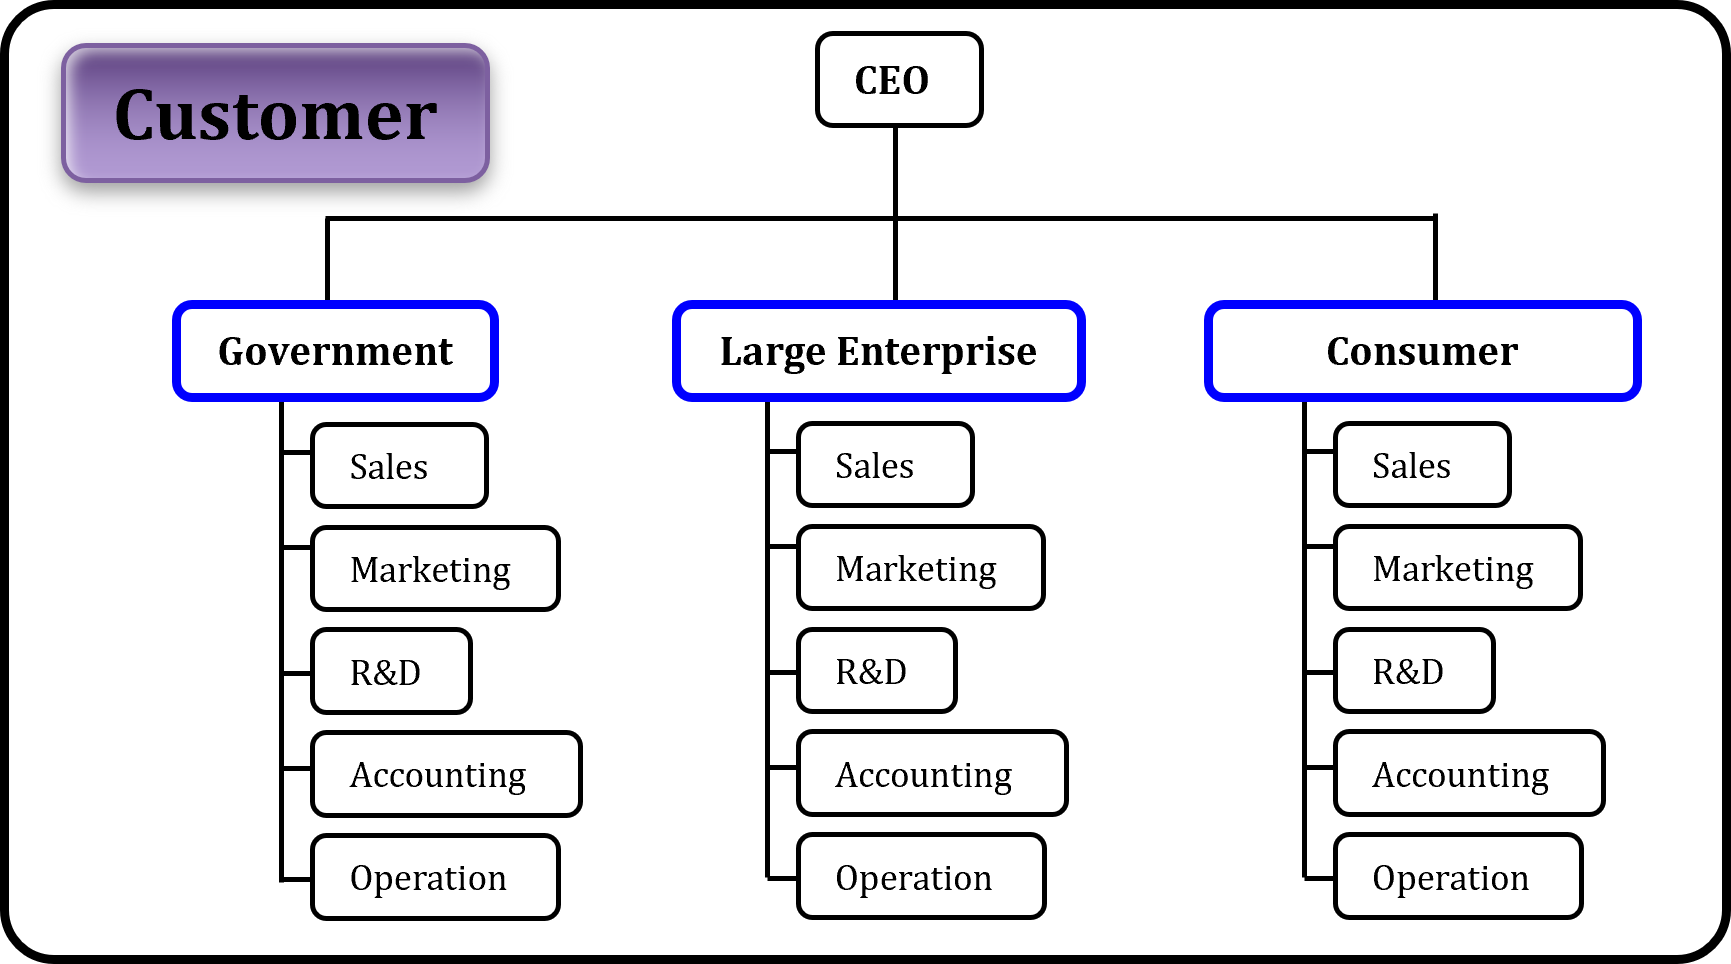 Customer
CEO
Government
Sales
Marketing
R&D
Accounting
Operation
Large Enterprise
Sales
Marketing
R&D
Accounting
Operation
Consumer
Sales
Marketing
R&D
Accounting
Operation